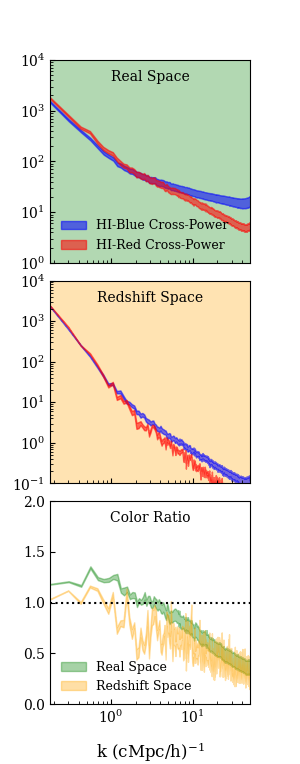 10⁴
Real Space
10³
10²
10¹
HI-Blue Cross-Power
HI-Red Cross-Power
10⁰
10⁴
Redshift Space
10³
10²
10¹
10⁰
10⁻¹
2.0
Color Ratio
1.5
1.0
0.5
Real Space
Redshift Space
0.0
10⁰ 10¹
k (cMpc/h)⁻¹